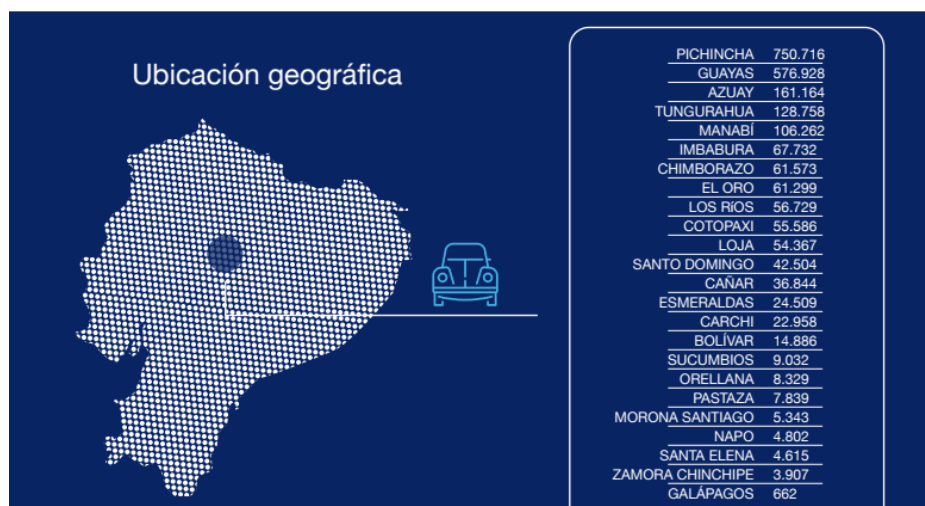 Ubicación geográfica
PICHINCHA 750.716
GUAYAS 576.928
AZUAY 161.164
TUNGURAHUA 128.758
MANABÍ 106.262
IMBABURA 67.732
CHIMBORAZO 61.573
EL ORO 61.299
LOS RíOS 56.729
COTOPAXI 55.586
LOJA 54.367
SANTO DOMINGO 42.504
CAÑAR 36.844
ESMERALDAS 24.509
CARCHI 22.958
BOLÍVAR 14.886
SUCUMBIOS 9.032
ORELLANA 8.329
PASTAZA 7.839
MORONA SANTIAGO 5.343
NAPO 4.802
SANTA ELENA 4.615
ZAMORA CHINCHIPE 3.907
GALÁPAGOS 662